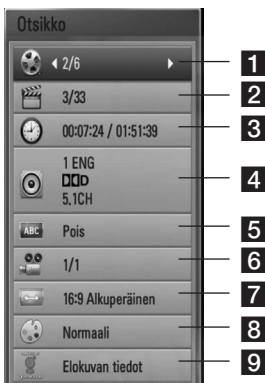 Otsikko
2/6 1
3/33 2
00:07:24 / 01:51:39 3
1 ENG
DD D 4
5.1CH
ABC Pois 5
1/1 6
16:9 Alkuperäinen 7
Normaali 8
Elokuvan tiedot 9